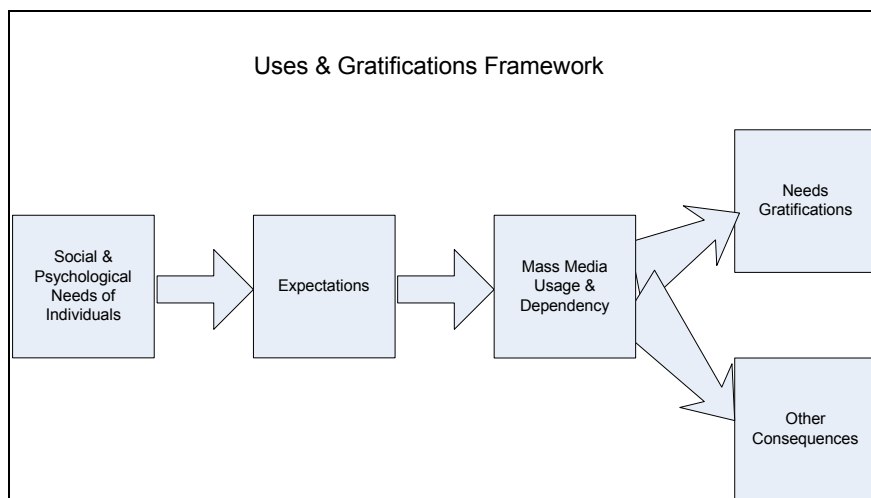 Uses & Gratifications Framework
Needs
Gratifications
Social &
Psychological
Needs of
Individuals
Expectations
Mass Media
Usage &
Dependency
Other
Consequences